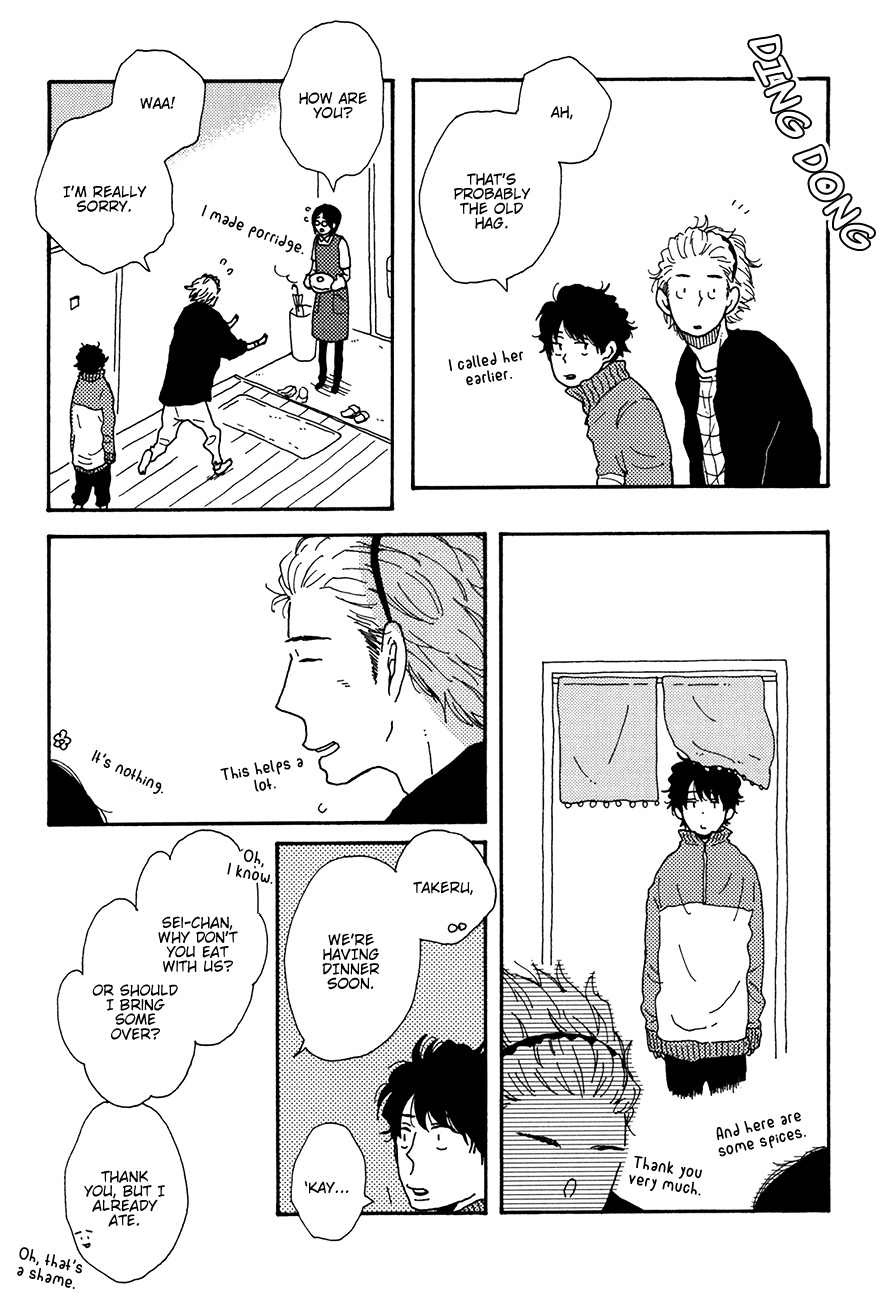 DING DONG
AH,
THAT'S
PROBABLY
THE OLD
HAG.
I called her
earlier.
HOW ARE
YOU?
I made porridge.
WAA!
I'M REALLY
SORRY.
And here are
some spices.
Thank you
very much.
This helps a
lot.
It's nothing.
TAKERU,
WE'RE
HAVING
DINNER
SOON.
'KAY...
Oh,
I know.
SEI-CHAN,
WHY DON'T
YOU EAT
WITH US?
OR SHOULD
I BRING
SOME
OVER?
THANK
YOU, BUT I
ALREADY
ATE.
Oh, that's
a shame.